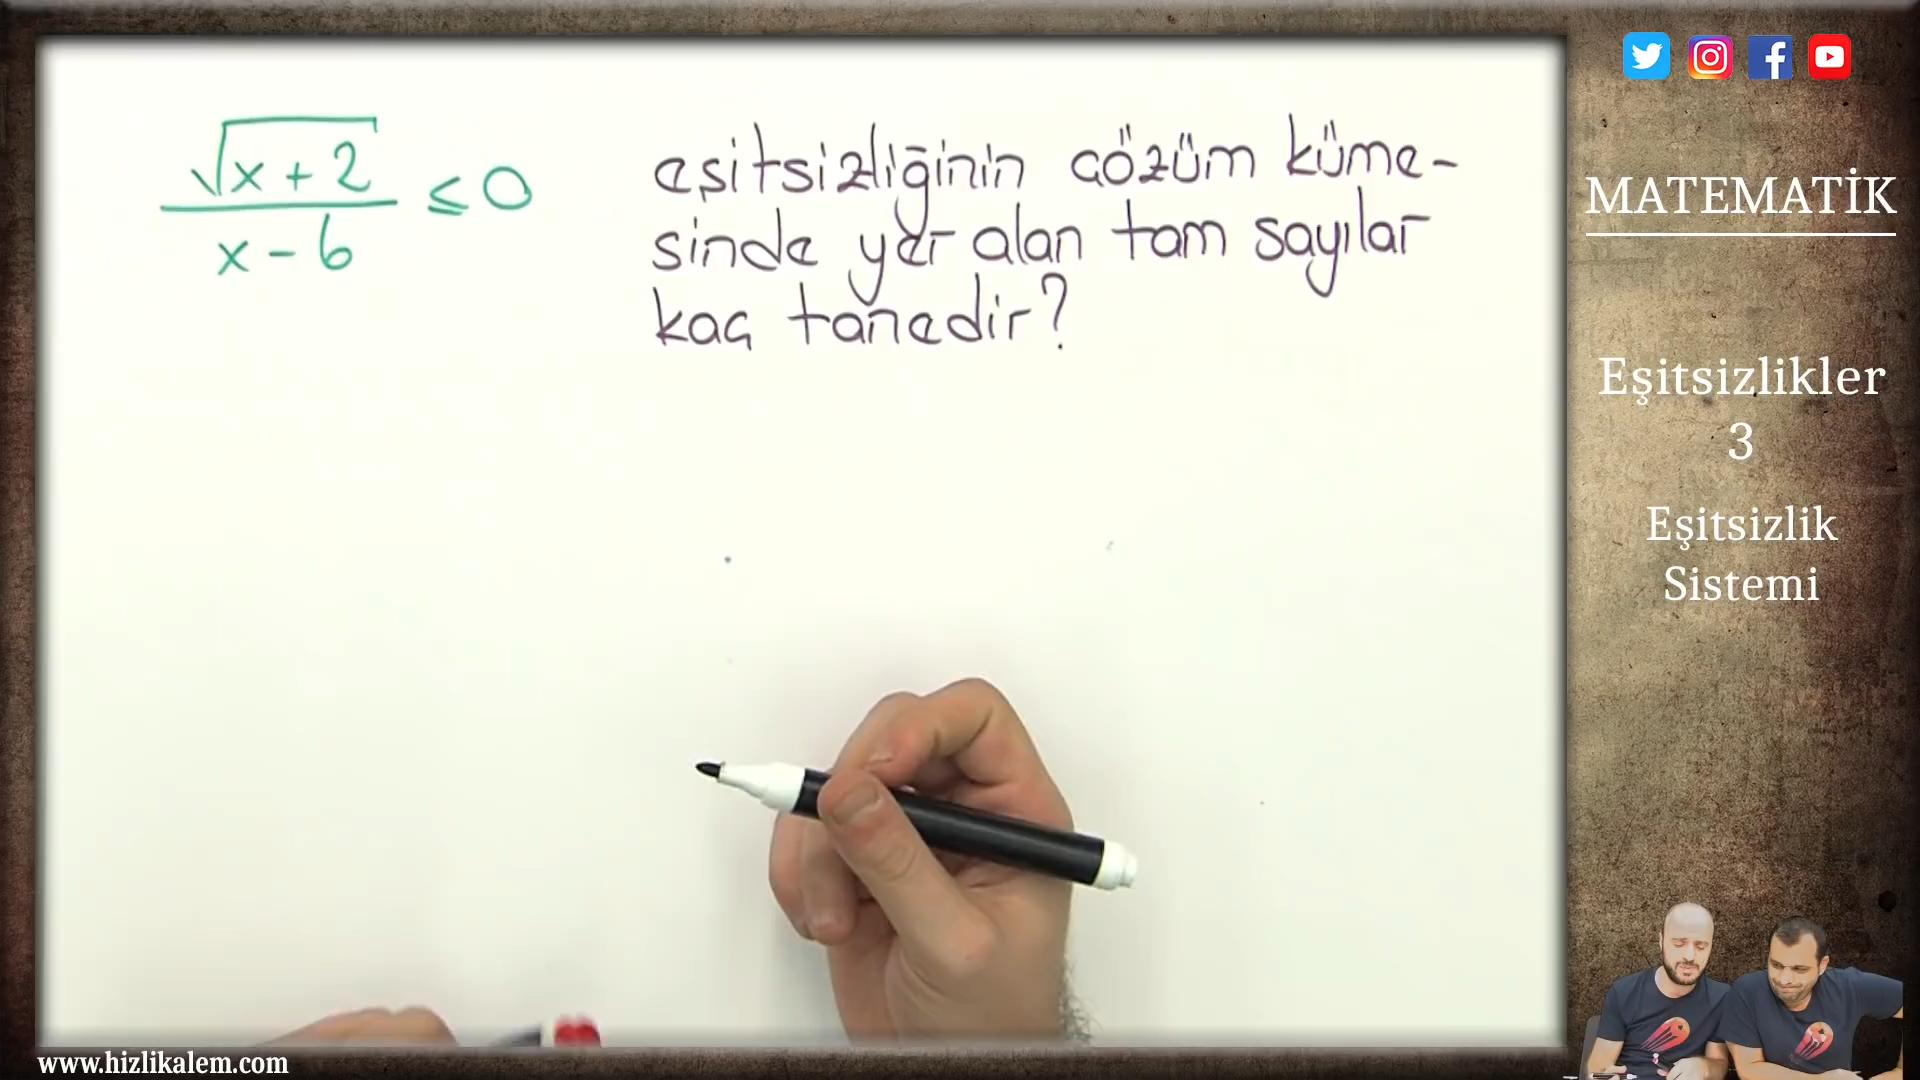 √x+2 / x-6 ≤ 0
eşitsizliğinin çözüm küme-
sinde yer alan tam sayılar
kaç tanedir?
MATEMATİK
Eşitsizlikler
3
Eşitsizlik
Sistemi
www.hizlikalem.com